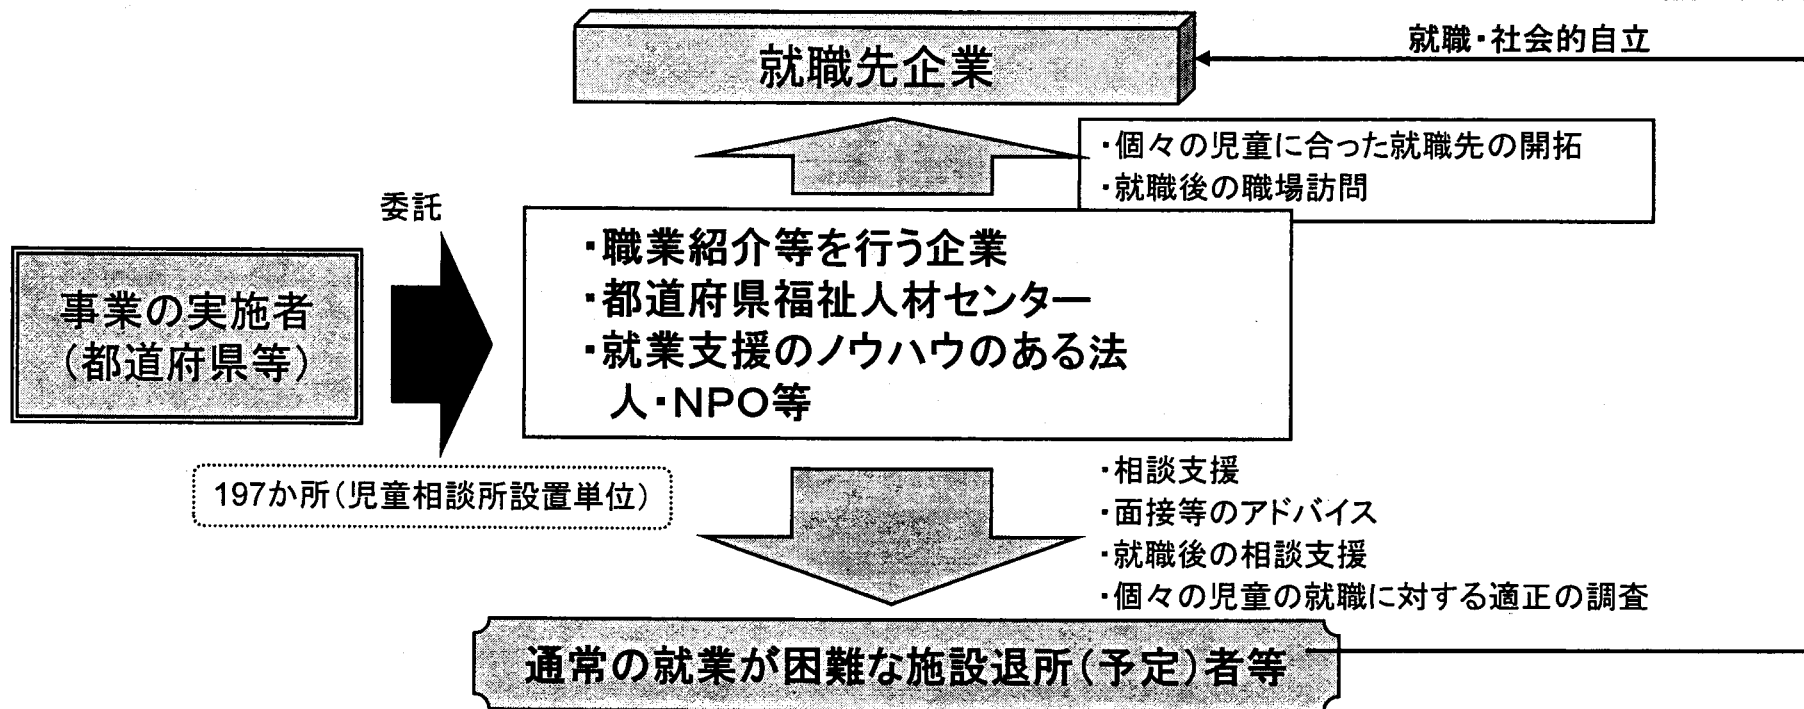 就職先企業
就職・社会的自立
・個々の児童に合った就職先の開拓
・就職後の職場訪問
委託
事業の実施者
（都道府県等）
・職業紹介等を行う企業
・都道府県福祉人材センター
・就業支援のノウハウのある法
人・NPO等
197か所（児童相談所設置単位）
・相談支援
・面接等のアドバイス
・就職後の相談支援
・個々の児童の就職に対する適正の調査
通常の就業が困難な施設退所（予定）者等